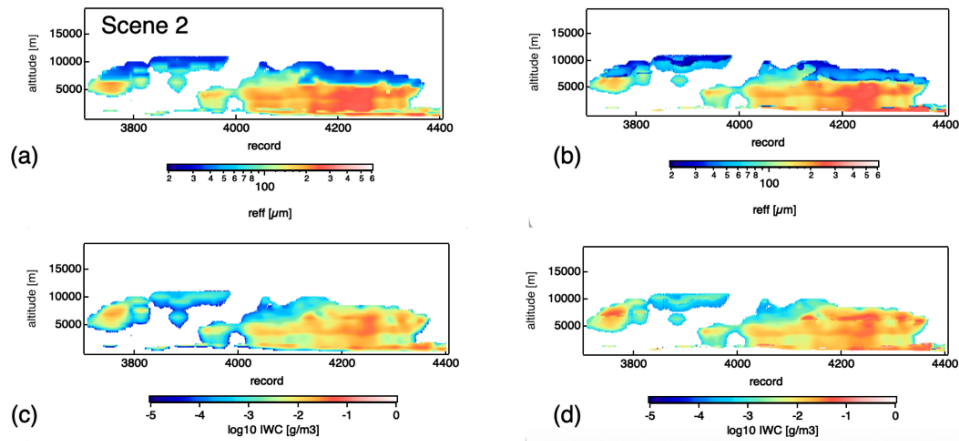 Scene 2
altitude [m]
15000
10000
5000
3800 4000 4200 4400
record
(a)
2 3 4 5 6 7 8 100 2 3 4 5 6
reff [µm]
altitude [m]
15000
10000
5000
3800 4000 4200 4400
record
(b)
2 3 4 5 6 7 8 100 2 3 4 5 6
reff [µm]
altitude [m]
15000
10000
5000
3800 4000 4200 4400
record
(c)
-5 -4 -3 -2 -1 0
log10 IWC [g/m3]
altitude [m]
15000
10000
5000
3800 4000 4200 4400
record
(d)
-5 -4 -3 -2 -1 0
log10 IWC [g/m3]